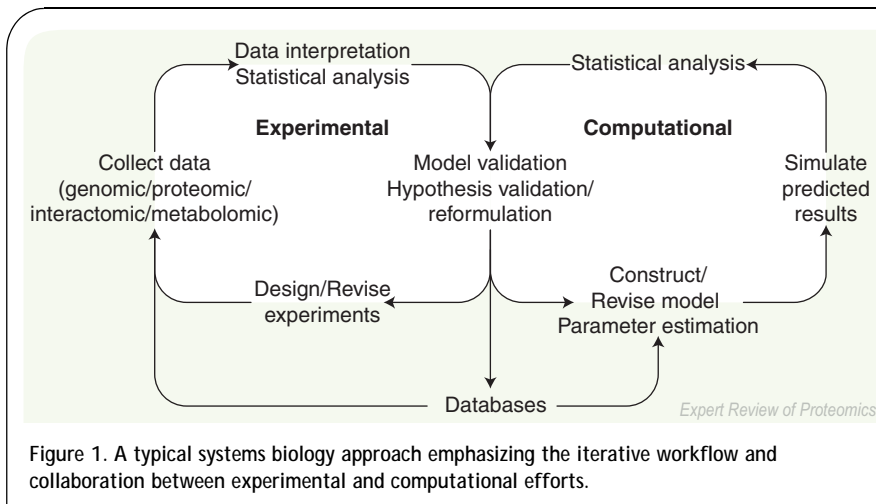 Data interpretation
Statistical analysis
Statistical analysis
Experimental
Computational
Collect data
(genomic/proteomic/
interactomic/metabolomic)
Model validation
Hypothesis validation/
reformulation
Simulate
predicted
results
Design/Revise
experiments
Construct/
Revise model
Parameter estimation
Databases
Expert Review of Proteomics
Figure 1. A typical systems biology approach emphasizing the iterative workflow and
collaboration between experimental and computational efforts.